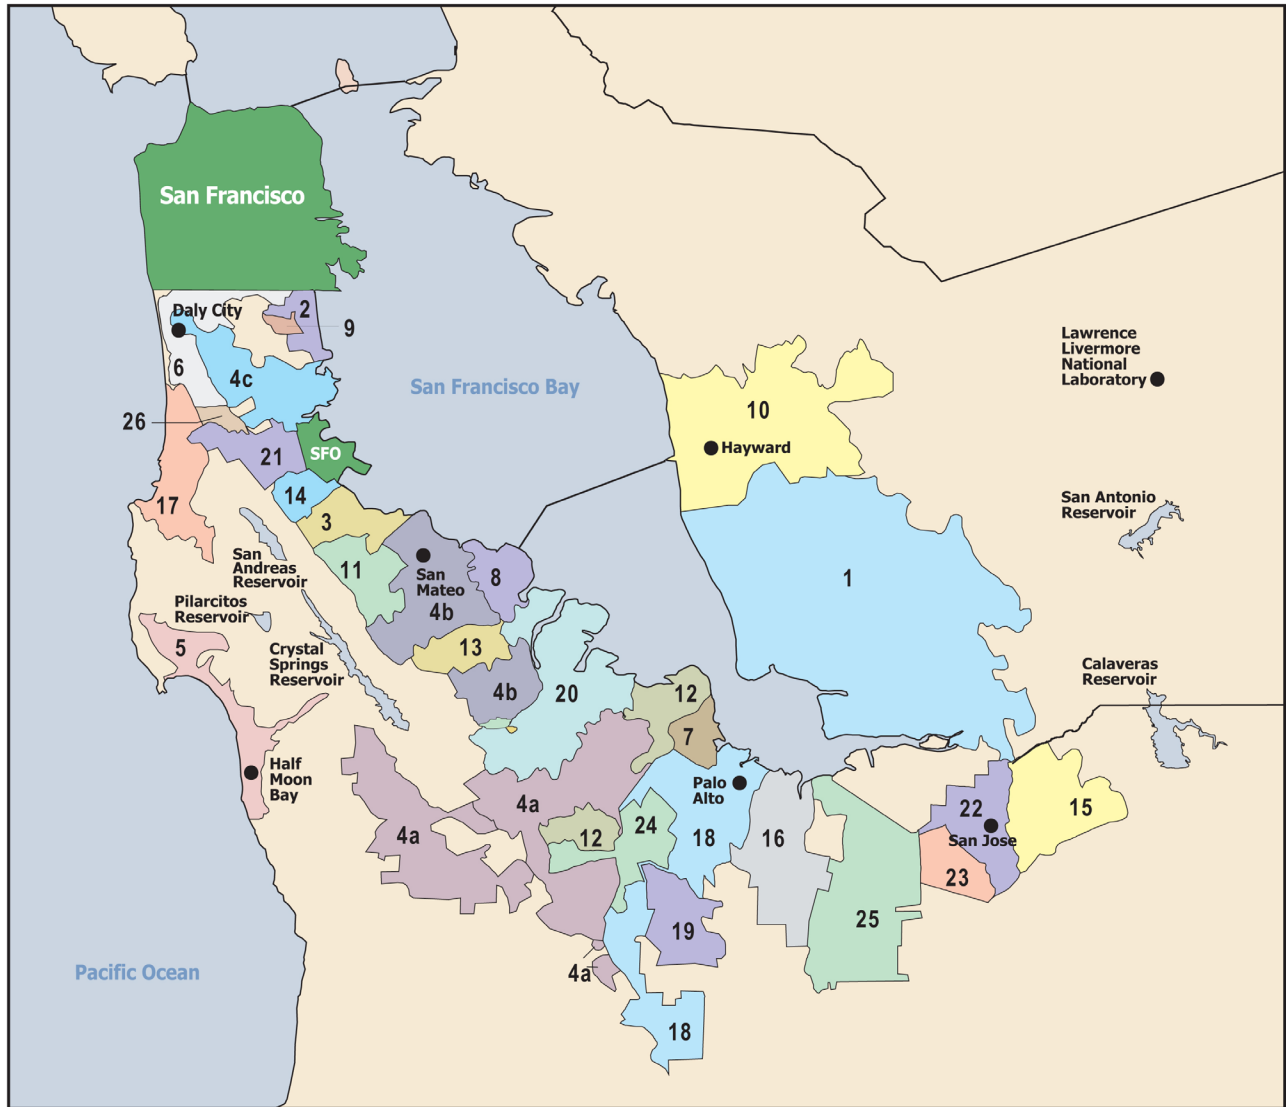 San Francisco
Daly City
2
9
6
4c
San Francisco Bay
Lawrence
Livermore
National
Laboratory
10
26
Hayward
21
SFO
14
17
3
San Antonio
Reservoir
San
Andreas
Reservoir
11
San
Mateo
8
1
4b
Pilarcitos
Reservoir
5
13
Crystal
Springs
Reservoir
Calaveras
Reservoir
4b
20
12
7
Half
Moon
Bay
Palo
Alto
4a
4a
12
24
18
16
22
San Jose
15
23
25
19
Pacific Ocean
4a
18